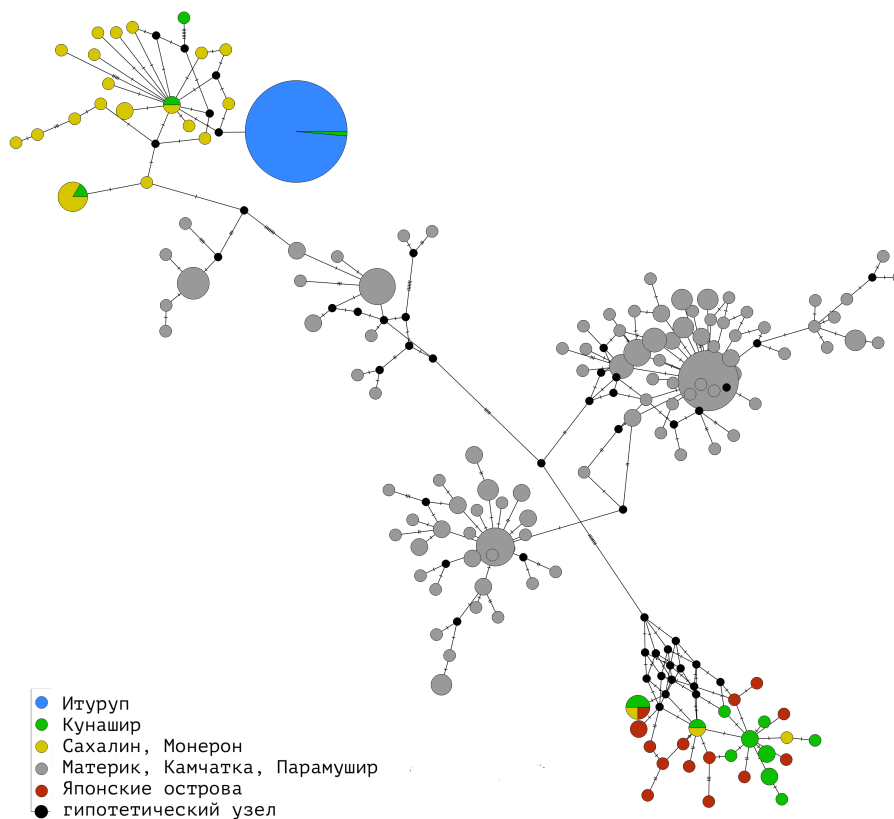 Итуруп
Кунашир
Сахалин, Монерон
Материк, Камчатка, Парамушир
Японские острова
гипотетический узел